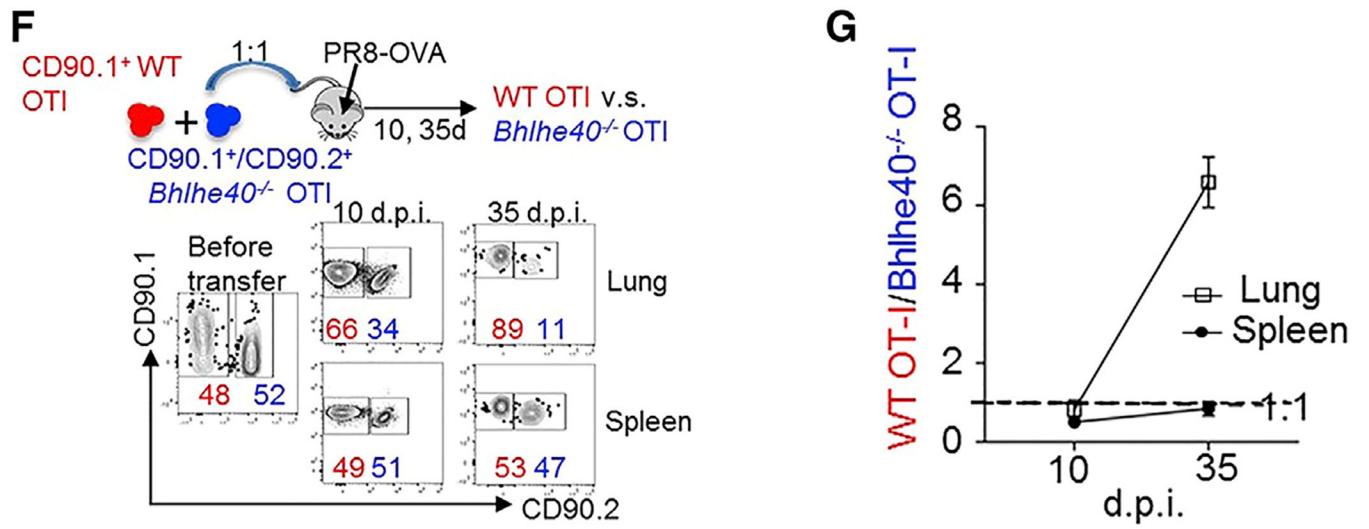 F
1:1
PR8-OVA
CD90.1+ WT
OTI
+
10, 35d
WT OTI v.s.
Bhlhe40-/- OTI
CD90.1+/CD90.2+
Bhlhe40-/- OTI
10 d.p.i.
35 d.p.i.
Before
transfer
CD90.1
48 52
66 34
89 11
Lung
49 51
53 47
Spleen
CD90.2
G
WT OT-I/Bhlhe40-/- OT-I
8
6
4
2
0
Lung
Spleen
1:1
10 35
d.p.i.